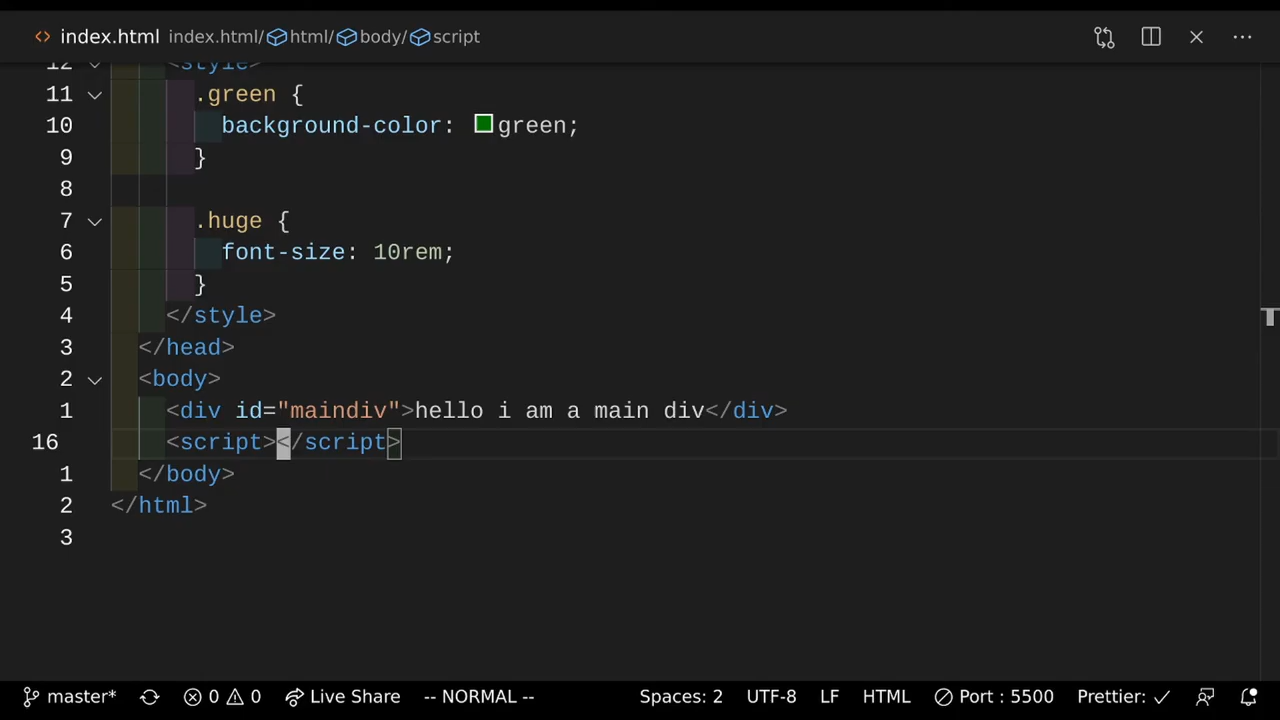 index.html index.html/html/body/script
12 <style>
11 .green {
10 background-color: green;
9 }
8
7 .huge {
6 font-size: 10rem;
5 }
4 </style>
3 </head>
2 <body>
1 <div id="maindiv">hello i am a main div</div>
16 <script></script>
1 </body>
2 </html>
3
master* 0 0 Live Share -- NORMAL -- Spaces: 2 UTF-8 LF HTML Port : 5500 Prettier: ✓